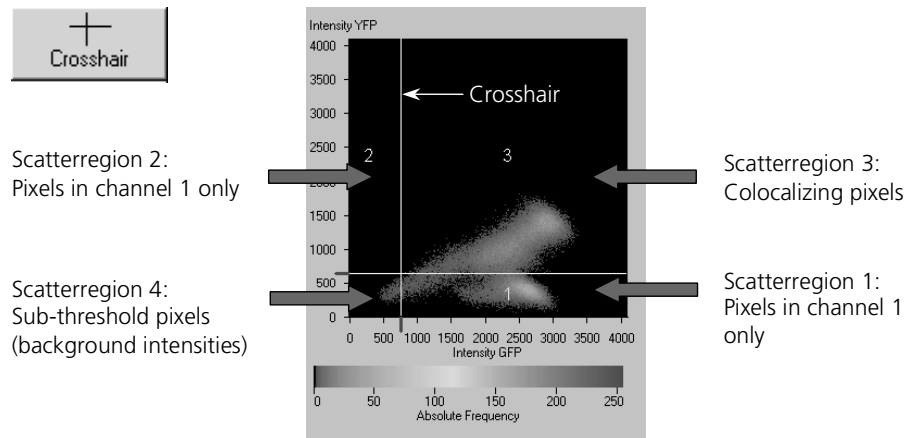 Crosshair
Intensity YFP
4000
3500
3000
Crosshair
2500
2
3
2000
1500
1000
500
1
0
0 500 1000 1500 2000 2500 3000 3500 4000
Intensity GFP
0 50 100 150 200 250
Absolute Frequency
Scatterregion 2:
Pixels in channel 1 only
Scatterregion 4:
Sub-threshold pixels
(background intensities)
Scatterregion 3:
Colocalizing pixels
Scatterregion 1:
Pixels in channel 1
only